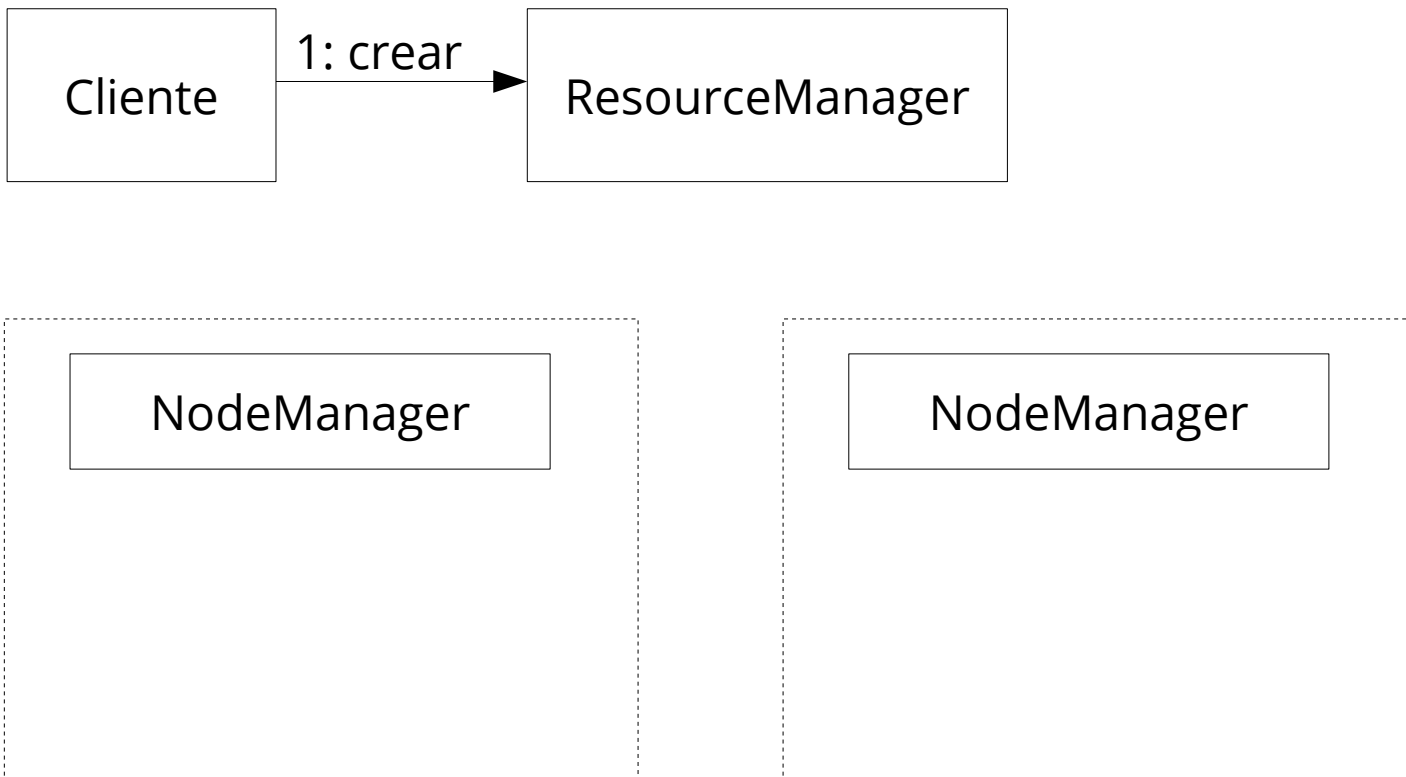 1: crear
Cliente
ResourceManager
NodeManager
NodeManager